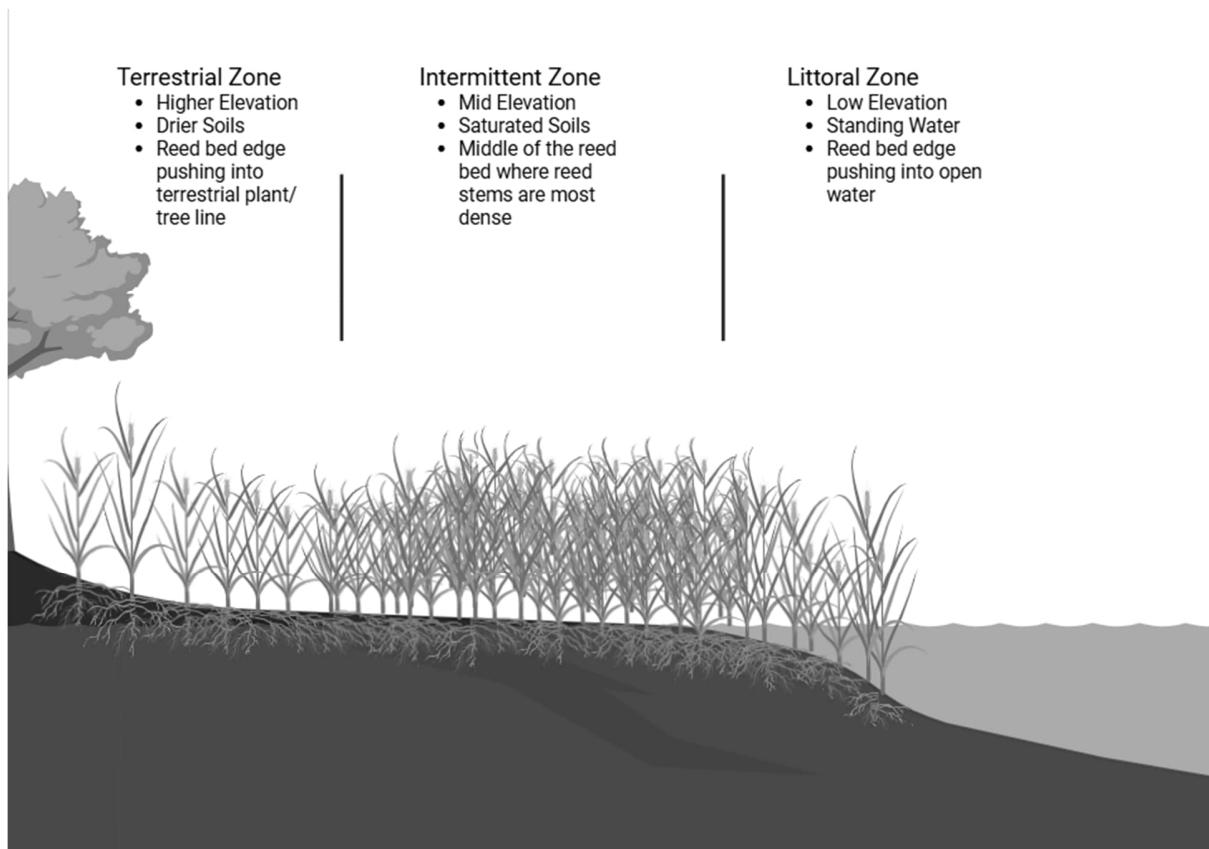 Terrestrial Zone
• Higher Elevation
• Drier Soils
• Reed bed edge
pushing into
terrestrial plant/
tree line
Intermittent Zone
• Mid Elevation
• Saturated Soils
• Middle of the reed
bed where reed
stems are most
dense
Littoral Zone
• Low Elevation
• Standing Water
• Reed bed edge
pushing into open
water